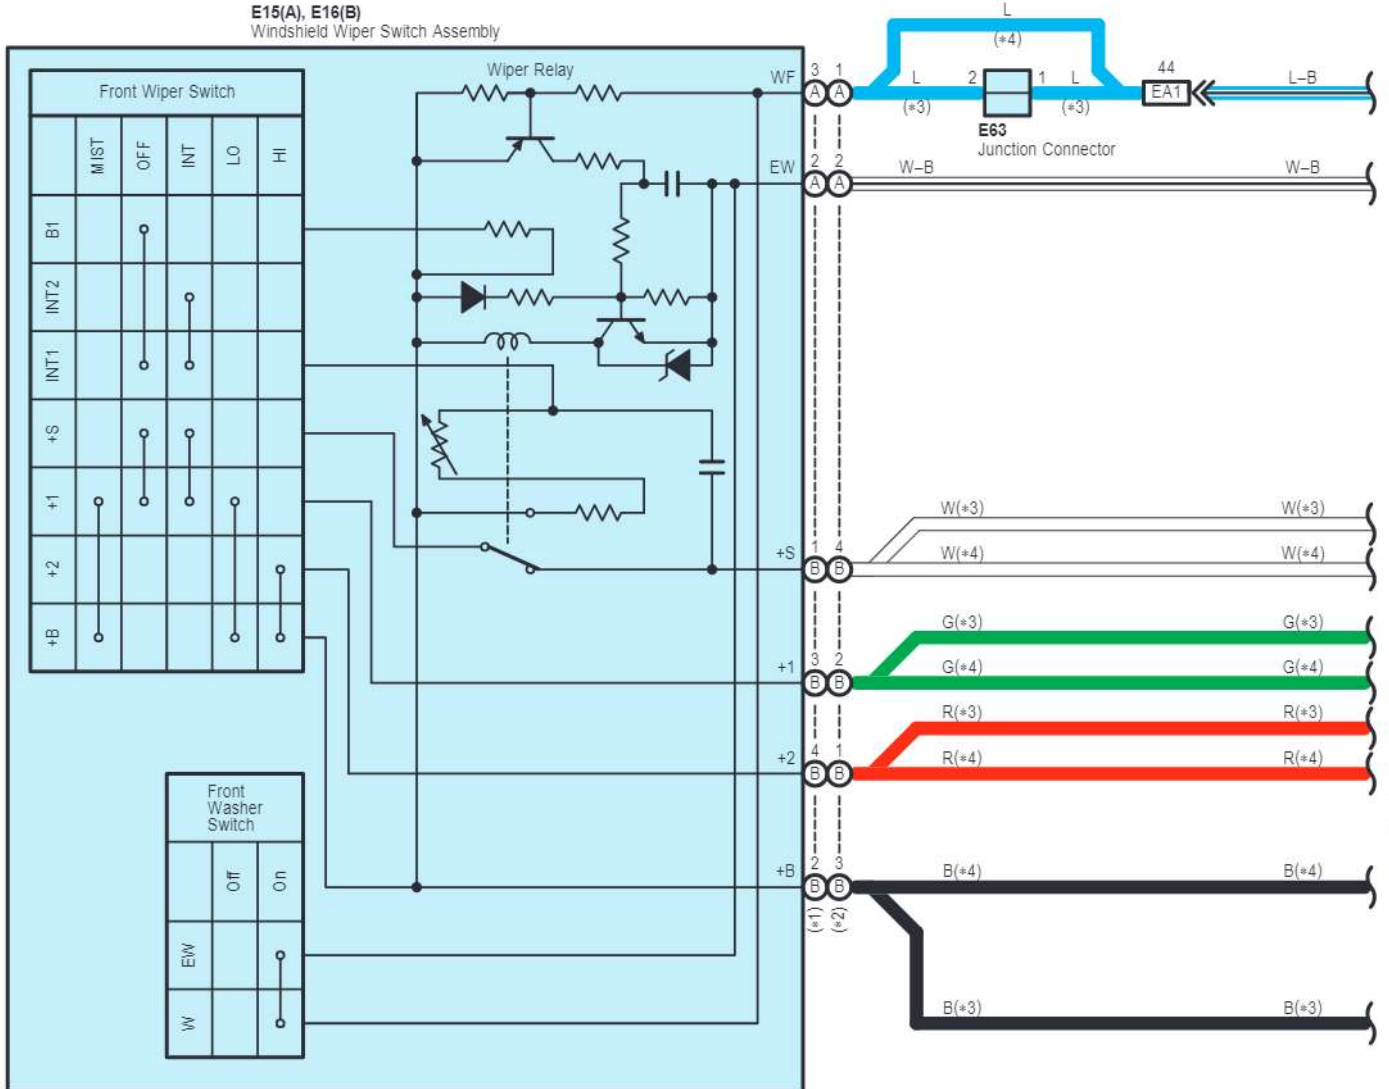 E15(A), E16(B)
Windshield Wiper Switch Assembly
L
(∗4)
Front Wiper Switch
Wiper Relay
WF
3 1
A A
L
(∗3)
2
1
L
(∗3)
44
EA1
L–B
E63
Junction Connector
MIST
OFF
INT
LO
HI
EW
2 2
A A
W–B
W–B
B1
INT2
INT1
+S
+1
+2
+B
W(∗3)
W(∗3)
+S
1 4
B B
W(∗4)
W(∗4)
G(∗3)
G(∗3)
+1
3 2
B B
G(∗4)
G(∗4)
R(∗3)
R(∗3)
+2
4 1
B B
R(∗4)
R(∗4)
Front
Washer
Switch
Off
On
EW
W
+B
2 3
B B
(∗1)
(∗2)
B(∗4)
B(∗4)
B(∗3)
B(∗3)